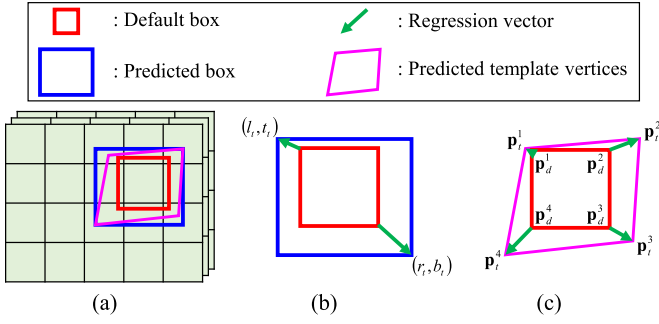 : Default box
: Regression vector
: Predicted box
: Predicted template vertices
(l_t, t_t)
(r_t, b_t)
p_t^1
p_t^2
p_d^1
p_d^2
p_d^4
p_d^3
p_t^3
p_t^4
(a)
(b)
(c)